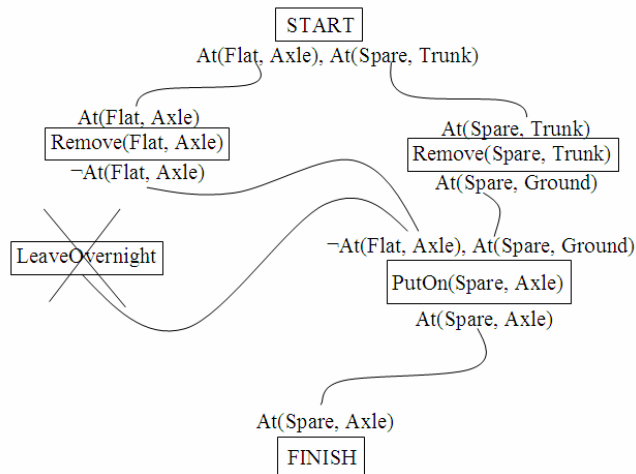 START
At(Flat, Axle), At(Spare, Trunk)
At(Flat, Axle)
Remove(Flat, Axle)
¬At(Flat, Axle)
At(Spare, Trunk)
Remove(Spare, Trunk)
At(Spare, Ground)
LeaveOvernight
¬At(Flat, Axle), At(Spare, Ground)
PutOn(Spare, Axle)
At(Spare, Axle)
At(Spare, Axle)
FINISH